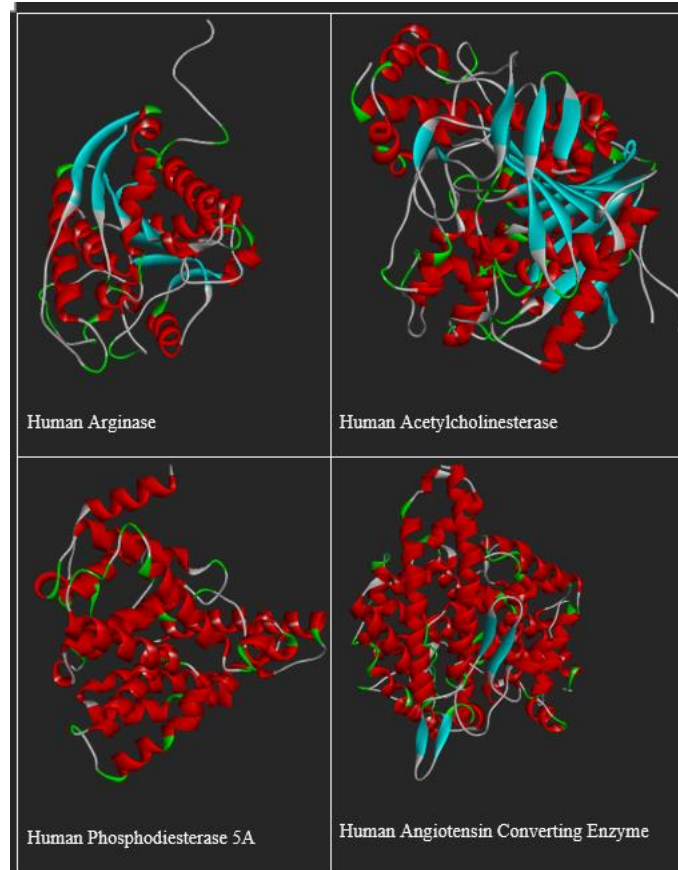 Human Arginase
Human Acetylcholinesterase
Human Phosphodiesterase 5A
Human Angiotensin Converting Enzyme